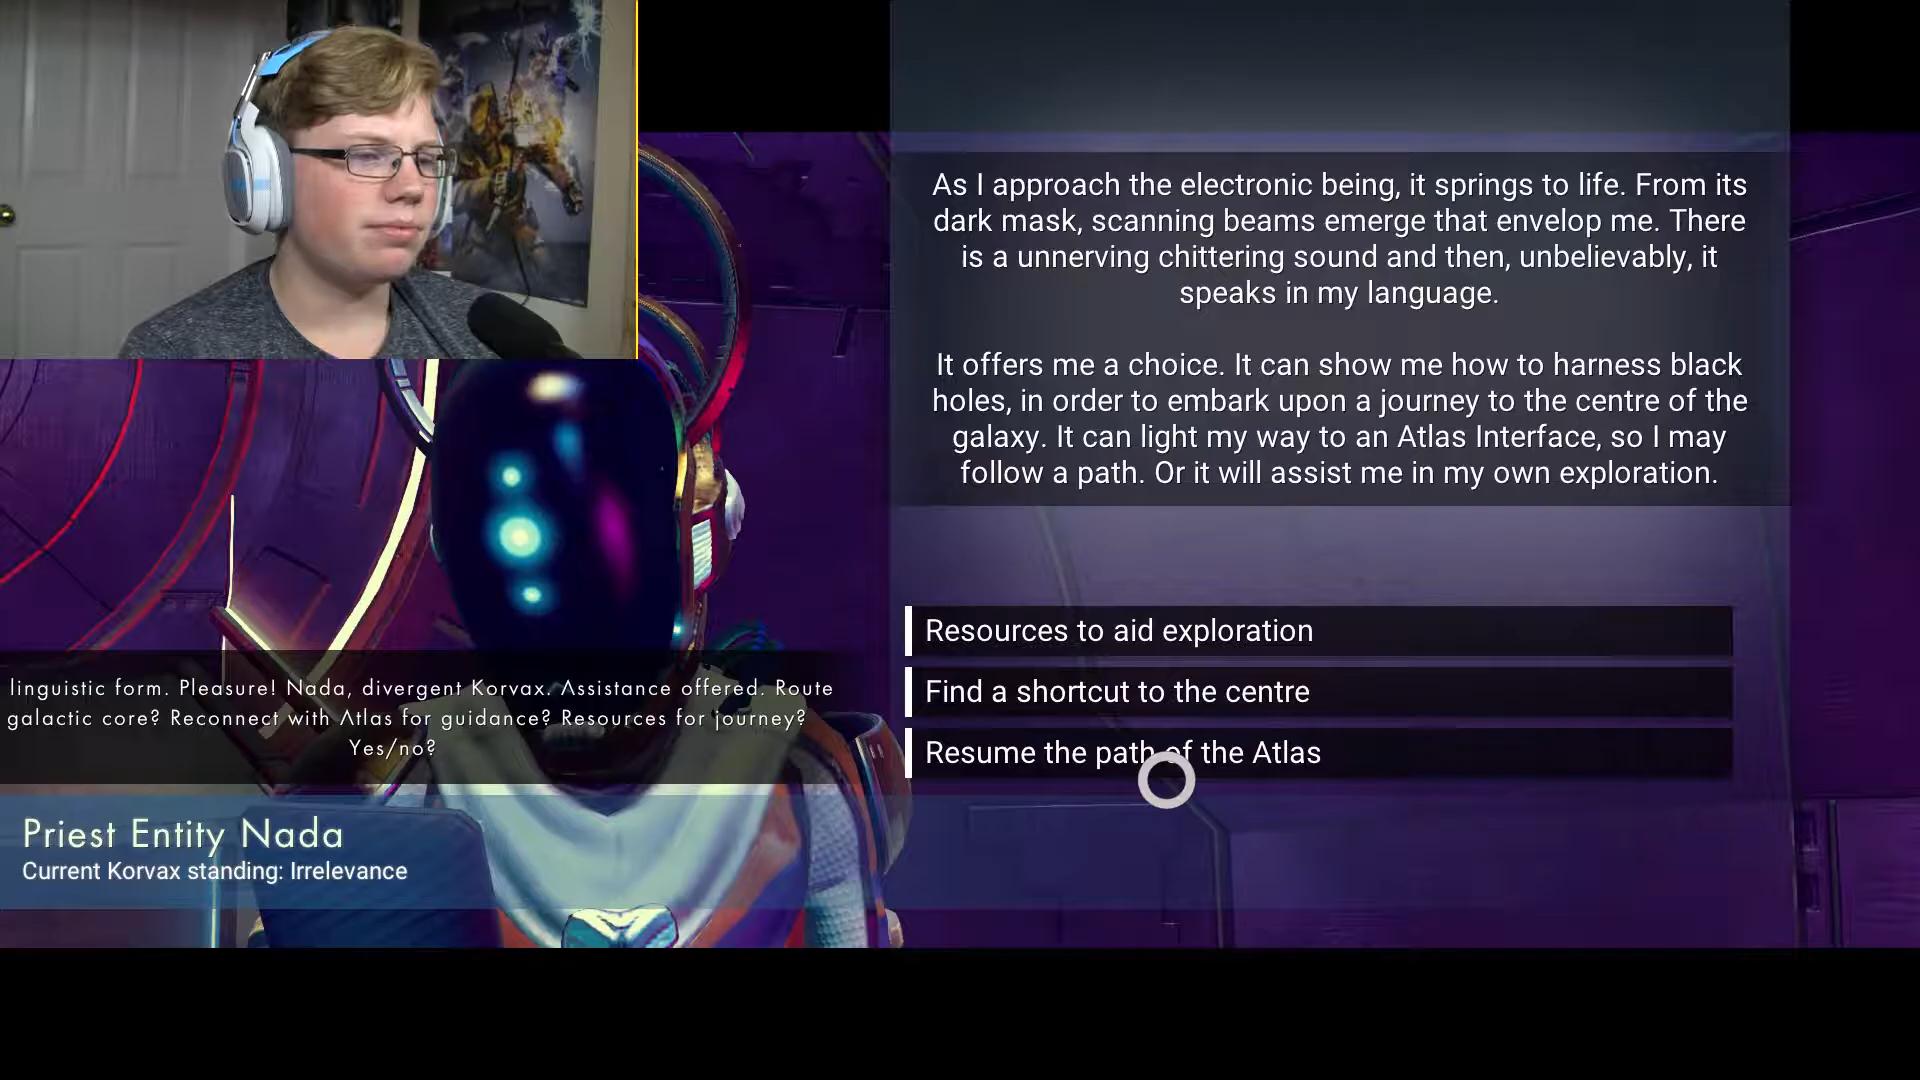 As I approach the electronic being, it springs to life. From its
dark mask, scanning beams emerge that envelop me. There
is a unnerving chittering sound and then, unbelievably, it
speaks in my language.
It offers me a choice. It can show me how to harness black
holes, in order to embark upon a journey to the centre of the
galaxy. It can light my way to an Atlas Interface, so I may
follow a path. Or it will assist me in my own exploration.
Resources to aid exploration
Find a shortcut to the centre
Resume the path of the Atlas
linguistic form. Pleasure! Nada, divergent Korvax. Assistance offered. Route
galactic core? Reconnect with Atlas for guidance? Resources for journey?
Yes/no?
Priest Entity Nada
Current Korvax standing: Irrelevance